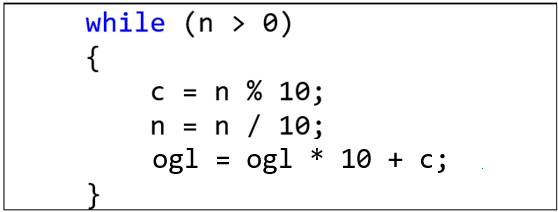 while (n > 0)
{
c = n % 10;
n = n / 10;
ogl = ogl * 10 + c;
}